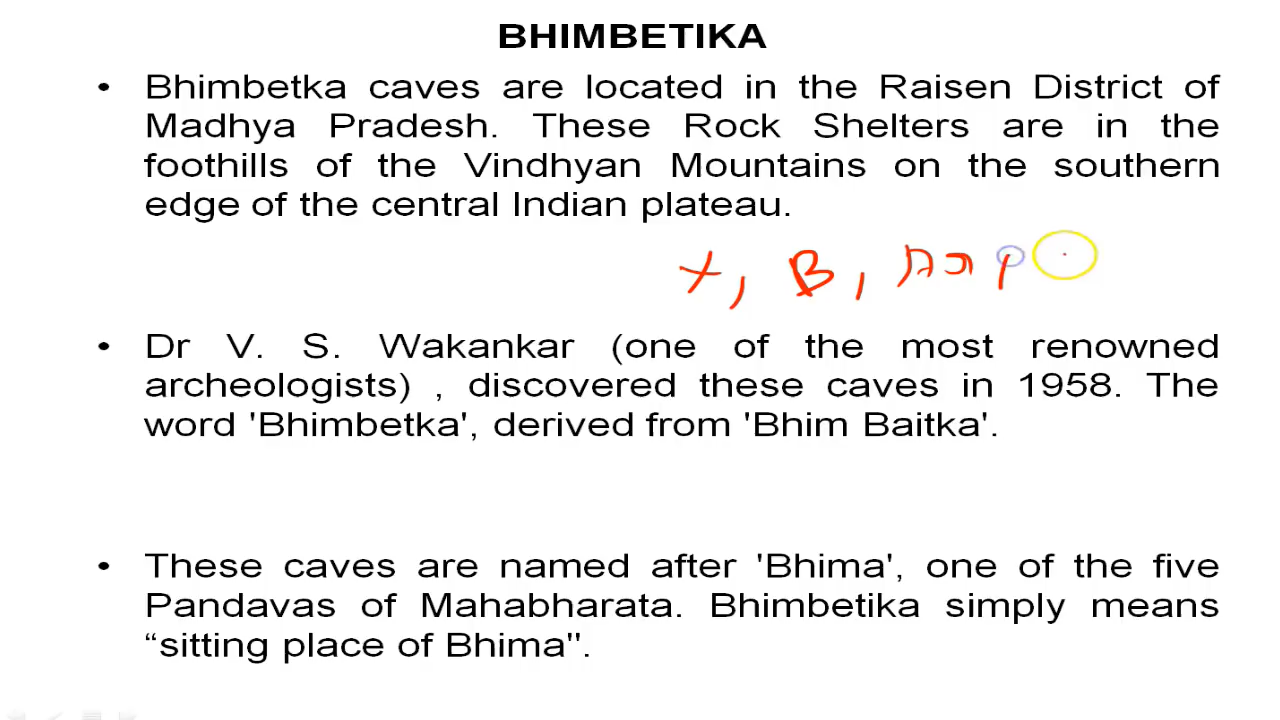 BHIMBETIKA
• Bhimbetka caves are located in the Raisen District of
Madhya Pradesh. These Rock Shelters are in the
foothills of the Vindhyan Mountains on the southern
edge of the central Indian plateau.
• Dr V. S. Wakankar (one of the most renowned
archeologists) , discovered these caves in 1958. The
word 'Bhimbetka', derived from 'Bhim Baitka'.
• These caves are named after 'Bhima', one of the five
Pandavas of Mahabharata. Bhimbetika simply means
“sitting place of Bhima''.